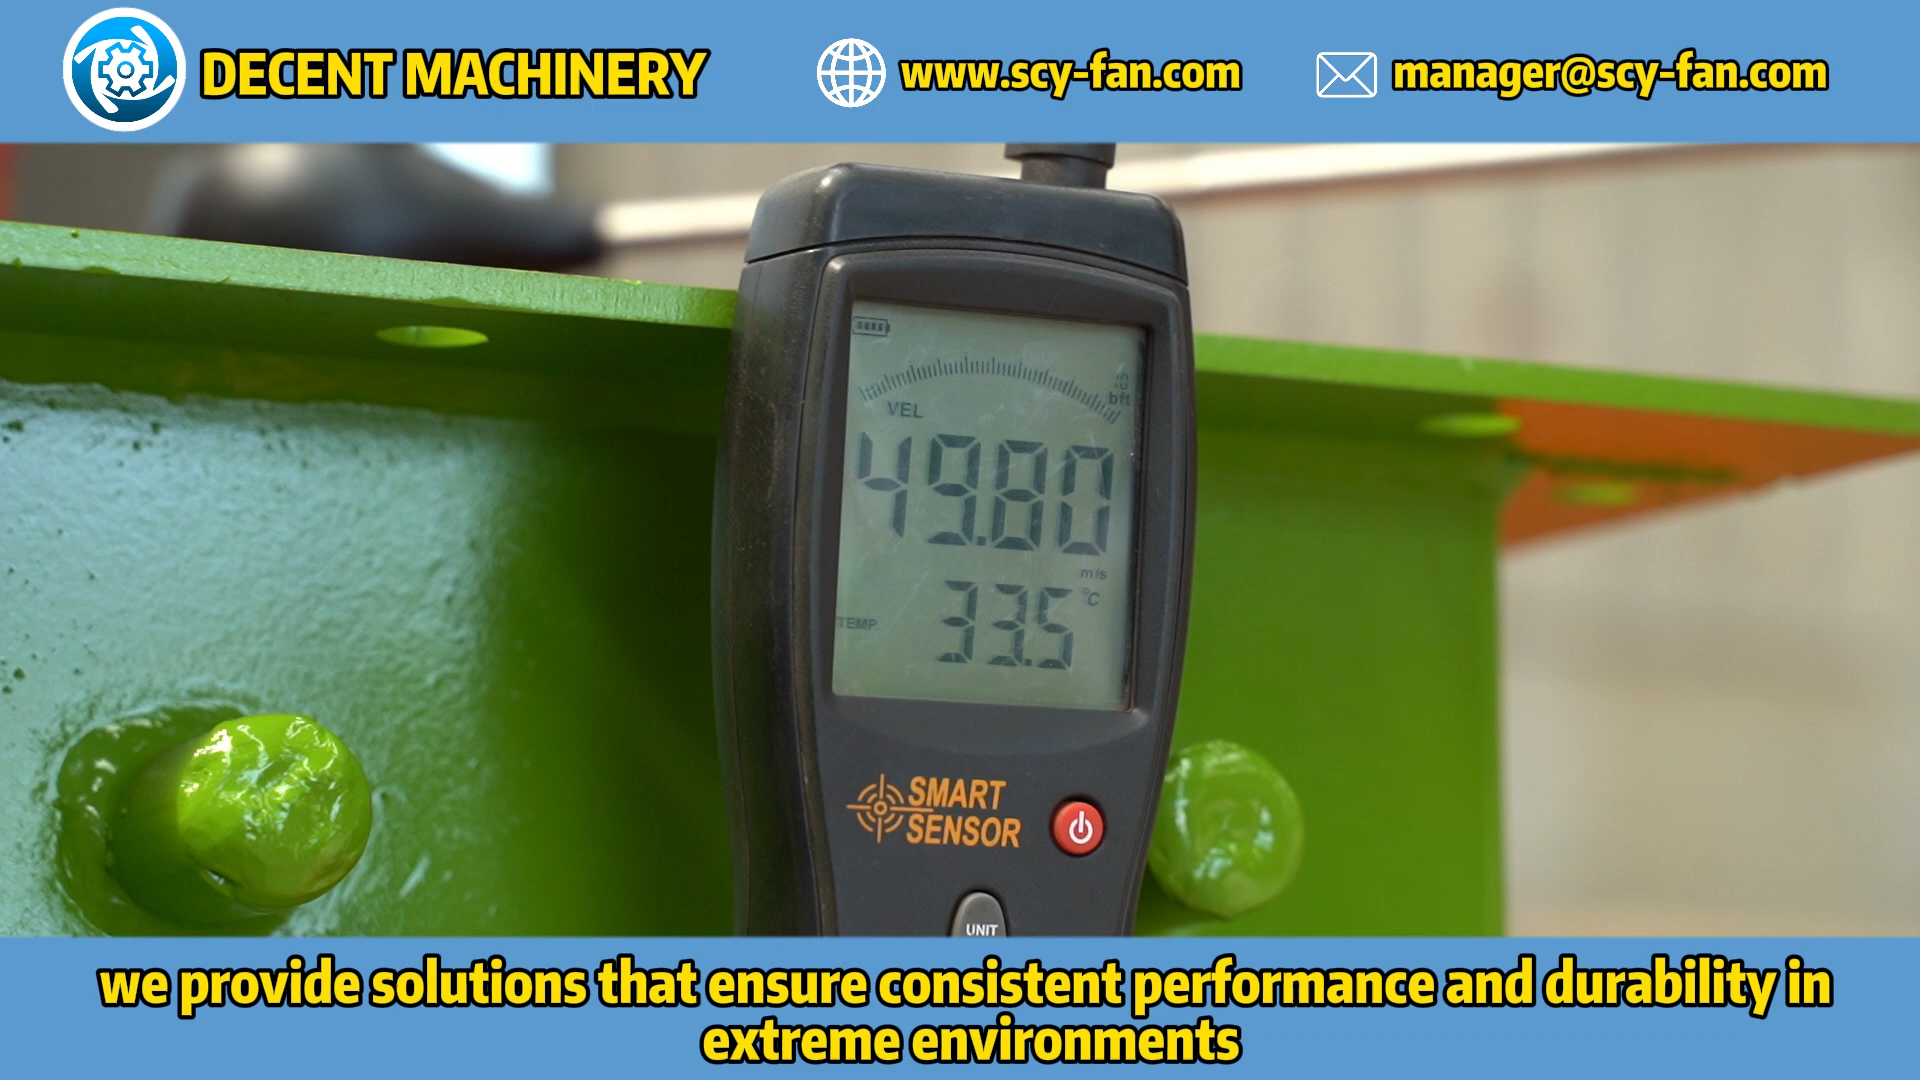 DECENT MACHINERY
www.scy-fan.com
manager@scy-fan.com
bft
VEL
49.80
m/s
°C
TEMP.
33.5
SMART
SENSOR
UNIT
we provide solutions that ensure consistent performance and durability in
extreme environments